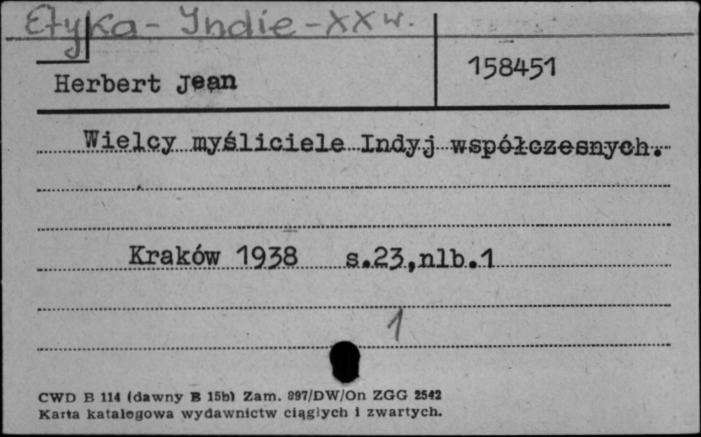 Etyka - Indie - XX w.
Herbert Jean
158451
Wielcy myśliciele Indyj współczesnych.
Kraków 1938 s.23,nlb.1
1
CWD B 114 (dawny B 15b) Zam. 897/DW/On ZGG 2542
Karta katalogowa wydawnictw ciągłych i zwartych.